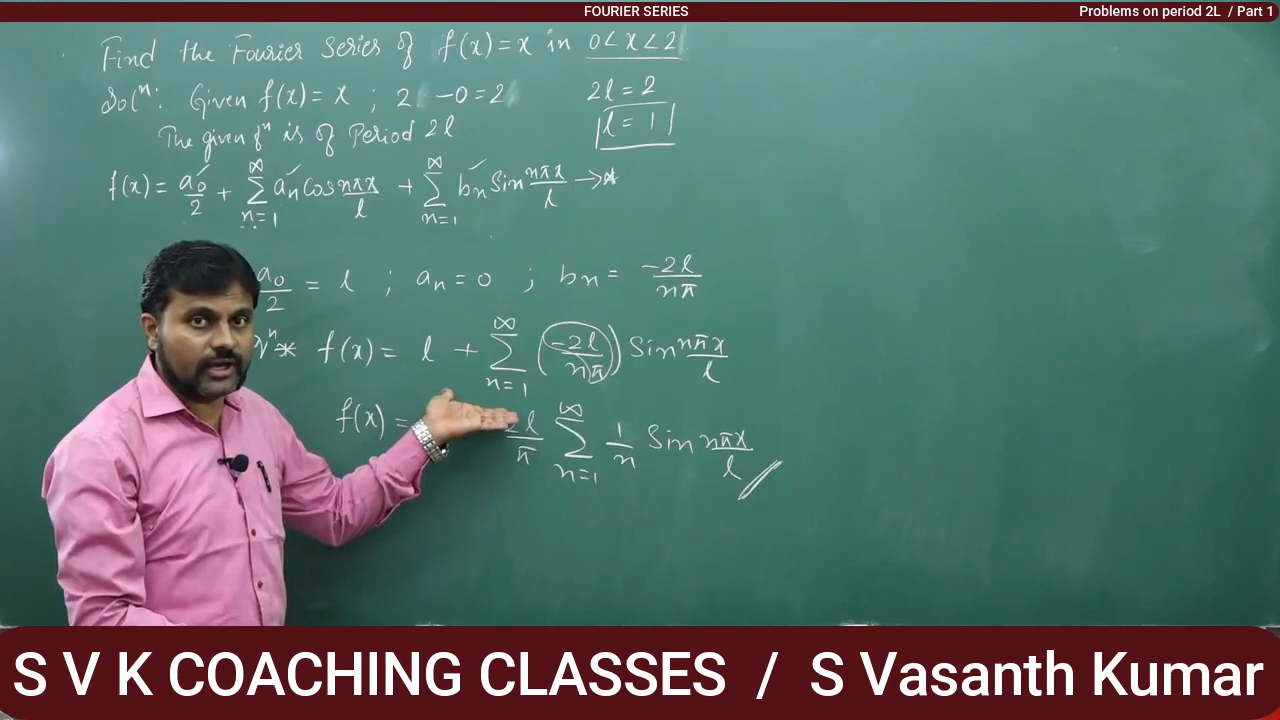 FOURIER SERIES
Problems on period 2L / Part 1
Find the Fourier Series of f(x)=x in 0<x<2
Solⁿ: Given f(x)= x ; 2 -0=2
2l = 2
l = 1
The given fⁿ is of Period 2l
f(x)= a₀/2 + ∑_{n=1}^{∞} aₙ Cos nπx/l + ∑_{n=1}^{∞} bₙ Sin nπx/l →*
a₀/2 = l ; aₙ=0 ; bₙ= -2l/nπ
* f(x)= l + ∑_{n=1}^{∞} (-2l/nπ) Sin nπx/l
f(x)= 2l/π ∑_{n=1}^{∞} 1/n Sin nπx/l
S V K COACHING CLASSES / S Vasanth Kumar